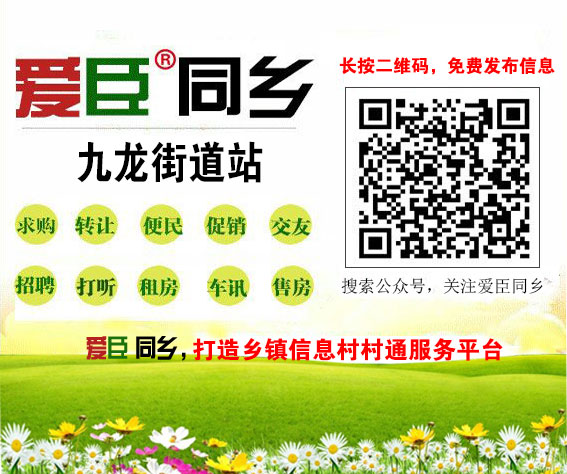 爱臣®同乡
九龙街道站
求购 转让 便民 促销 交友
招聘 打听 租房 车讯 售房
长按二维码，免费发布信息
搜索公众号，关注爱臣同乡
爱臣同乡，打造乡镇信息村村通服务平台